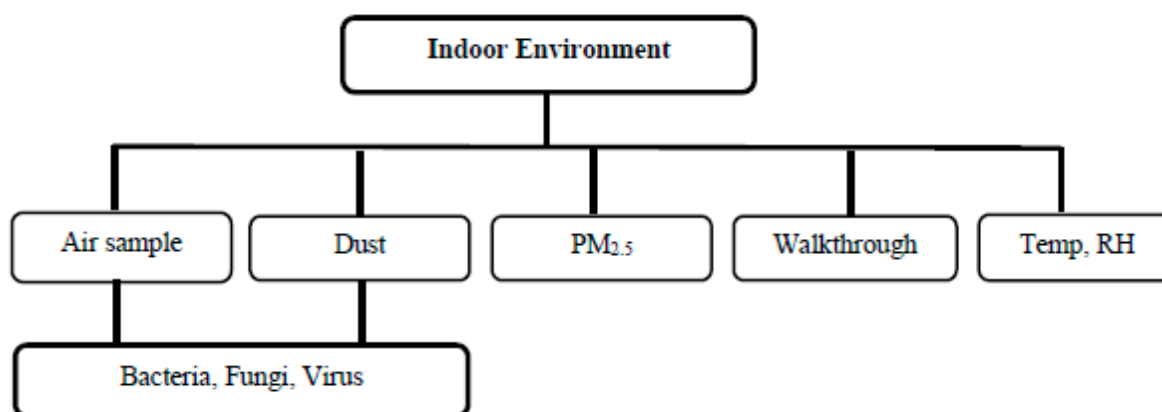 Indoor Environment
Air sample
Dust
PM2.5
Walkthrough
Temp, RH
Bacteria, Fungi, Virus